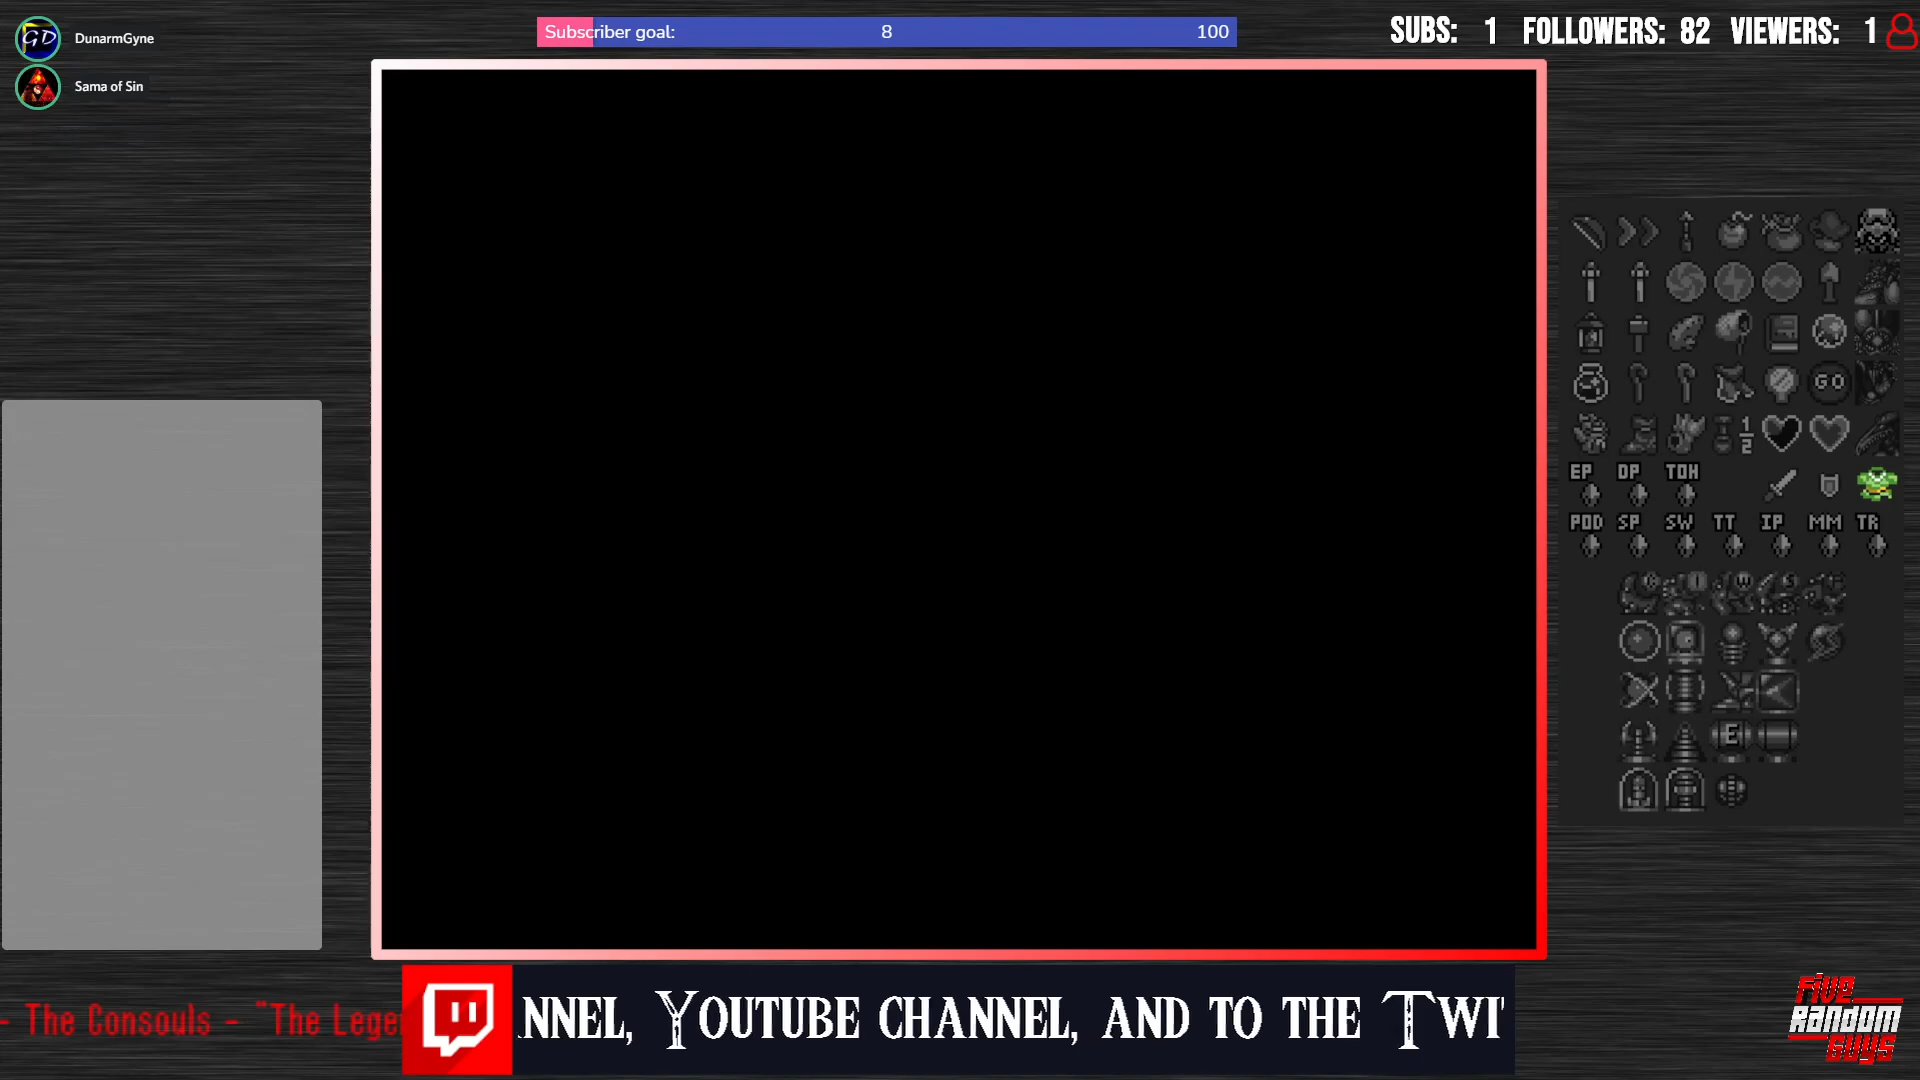 DunarmGyne
Sama of Sin
Subscriber goal: 8 100
SUBS: 1 FOLLOWERS: 82 VIEWERS: 1
GO
1/2
EP DP TOH
POD SP SW TT IP MM TR
E
- The Consouls - "The Lege
NNEL, YOUTUBE CHANNEL, AND TO THE TWI
Five
Random
Guys